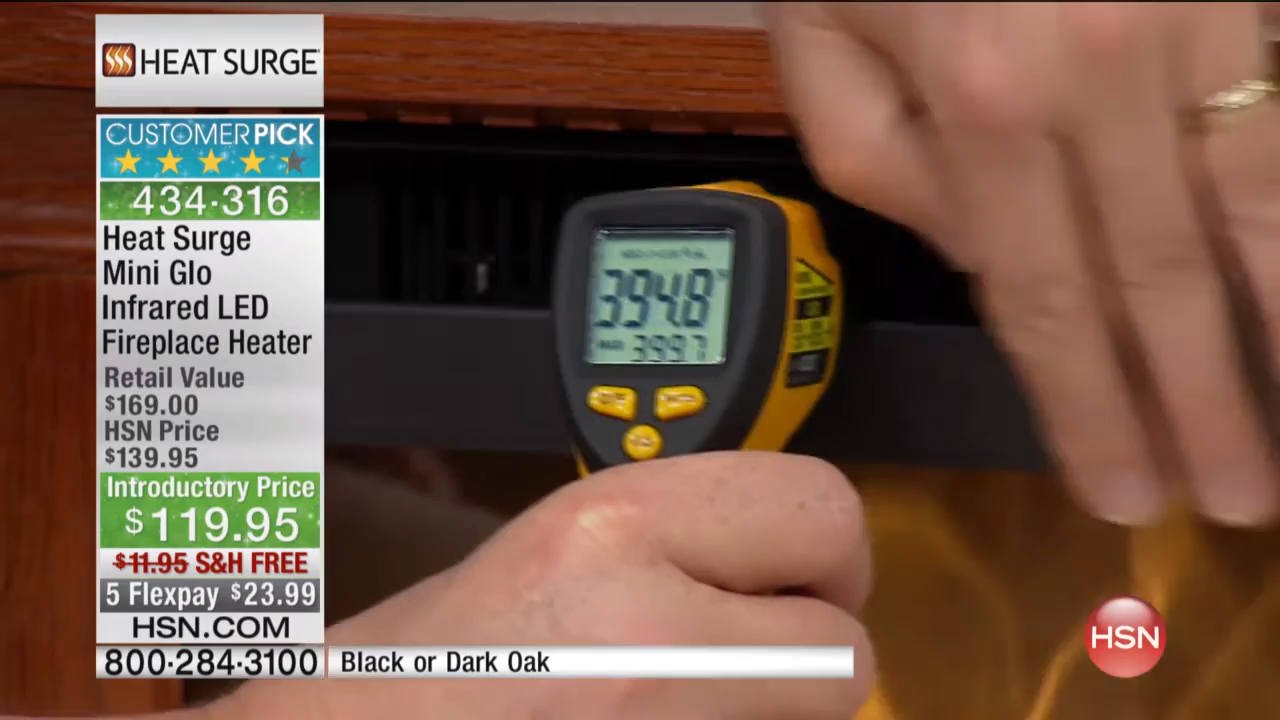 HEAT SURGE
CUSTOMER PICK
434·316
Heat Surge
Mini Glo
Infrared LED
Fireplace Heater
Retail Value
$169.00
HSN Price
$139.95
Introductory Price
$119.95
$11.95 S&H FREE
5 Flexpay $23.99
HSN.COM
800·284·3100
Black or Dark Oak
394.8
399.7
HSN